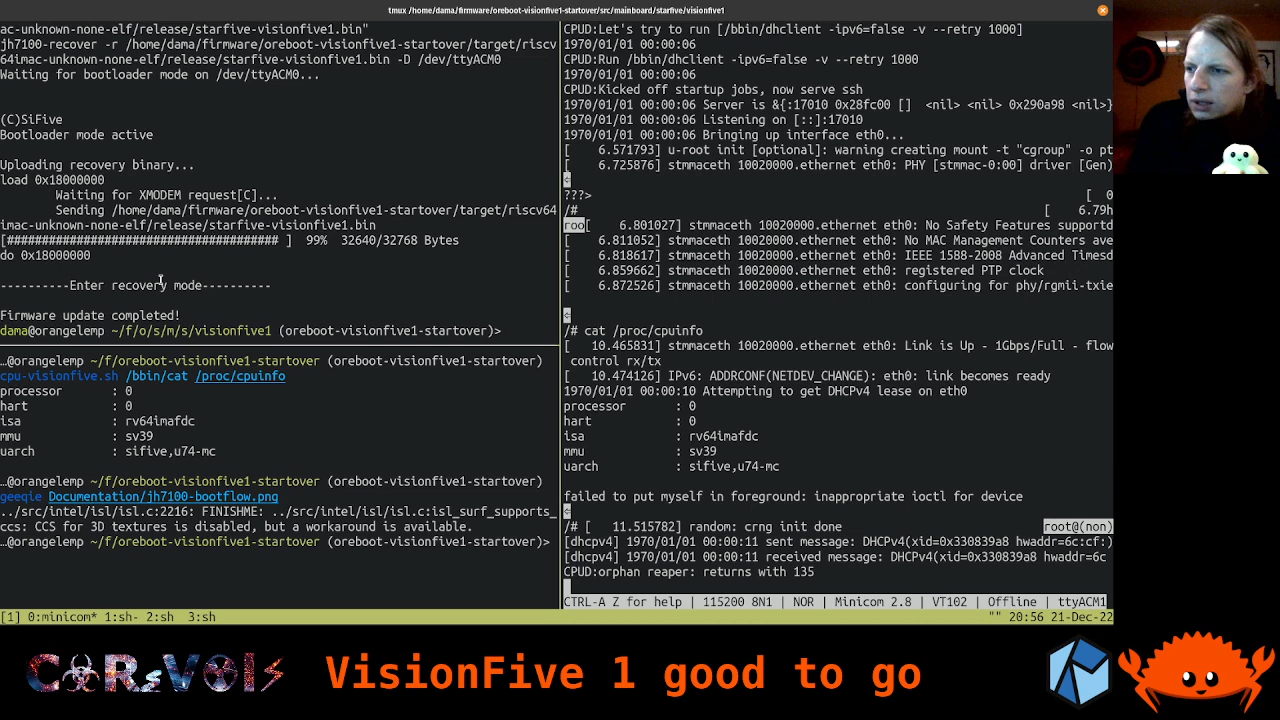 tmux /home/dama/firmware/oreboot-visionfive1-startover/src/mainboard/starfive/visionfive1
ac-unknown-none-elf/release/starfive-visionfive1.bin"
jh7100-recover -r /home/dama/firmware/oreboot-visionfive1-startover/target/riscv
64imac-unknown-none-elf/release/starfive-visionfive1.bin -D /dev/ttyACM0
Waiting for bootloader mode on /dev/ttyACM0...
(C)SiFive
Bootloader mode active
Uploading recovery binary...
load 0x18000000
Waiting for XMODEM request[C]...
Sending /home/dama/firmware/oreboot-visionfive1-startover/target/riscv64
imac-unknown-none-elf/release/starfive-visionfive1.bin
[####################################### ] 99% 32640/32768 Bytes
do 0x18000000
----------Enter recovery mode----------
Firmware update completed!
dama@orangelemp ~/f/o/s/m/s/visionfive1 (oreboot-visionfive1-startover)>
…@orangelemp ~/f/oreboot-visionfive1-startover (oreboot-visionfive1-startover)
cpu-visionfive.sh /bbin/cat /proc/cpuinfo
processor : 0
hart : 0
isa : rv64imafdc
mmu : sv39
uarch : sifive,u74-mc
…@orangelemp ~/f/oreboot-visionfive1-startover (oreboot-visionfive1-startover)
geeqie Documentation/jh7100-bootflow.png
../src/intel/isl/isl.c:2216: FINISHME: ../src/intel/isl/isl.c:isl_surf_supports_
ccs: CCS for 3D textures is disabled, but a workaround is available.
…@orangelemp ~/f/oreboot-visionfive1-startover (oreboot-visionfive1-startover)>
CPUD:Let's try to run [/bbin/dhclient -ipv6=false -v --retry 1000]
1970/01/01 00:00:06
CPUD:Run /bbin/dhclient -ipv6=false -v --retry 1000
1970/01/01 00:00:06
CPUD:Kicked off startup jobs, now serve ssh
1970/01/01 00:00:06 Server is &{:17010 0x28fc00 [] <nil> <nil> 0x290a98 <nil>}
1970/01/01 00:00:06 Listening on [::]:17010
1970/01/01 00:00:06 Bringing up interface eth0...
[ 6.571793] u-root init [optional]: warning creating mount -t "cgroup" -o pt
[ 6.725876] stmmaceth 10020000.ethernet eth0: PHY [stmmac-0:00] driver [Gen)
???> [ 0
/# [ 6.79h
roo[ 6.801027] stmmaceth 10020000.ethernet eth0: No Safety Features supportd
[ 6.811052] stmmaceth 10020000.ethernet eth0: No MAC Management Counters ave
[ 6.818617] stmmaceth 10020000.ethernet eth0: IEEE 1588-2008 Advanced Timesd
[ 6.859662] stmmaceth 10020000.ethernet eth0: registered PTP clock
[ 6.872526] stmmaceth 10020000.ethernet eth0: configuring for phy/rgmii-txie
/# cat /proc/cpuinfo
[ 10.465831] stmmaceth 10020000.ethernet eth0: Link is Up - 1Gbps/Full - flow
control rx/tx
[ 10.474126] IPv6: ADDRCONF(NETDEV_CHANGE): eth0: link becomes ready
1970/01/01 00:00:10 Attempting to get DHCPv4 lease on eth0
processor : 0
hart : 0
isa : rv64imafdc
mmu : sv39
uarch : sifive,u74-mc
failed to put myself in foreground: inappropriate ioctl for device
/# [ 11.515782] random: crng init done root@(non)
[dhcpv4] 1970/01/01 00:00:11 sent message: DHCPv4(xid=0x330839a8 hwaddr=6c:cf:)
[dhcpv4] 1970/01/01 00:00:11 received message: DHCPv4(xid=0x330839a8 hwaddr=6c
CPUD:orphan reaper: returns with 135
CTRL-A Z for help | 115200 8N1 | NOR | Minicom 2.8 | VT102 | Offline | ttyACM1
[1] 0:minicom* 1:sh- 2:sh 3:sh "" 20:56 21-Dec-22
VisionFive 1 good to go